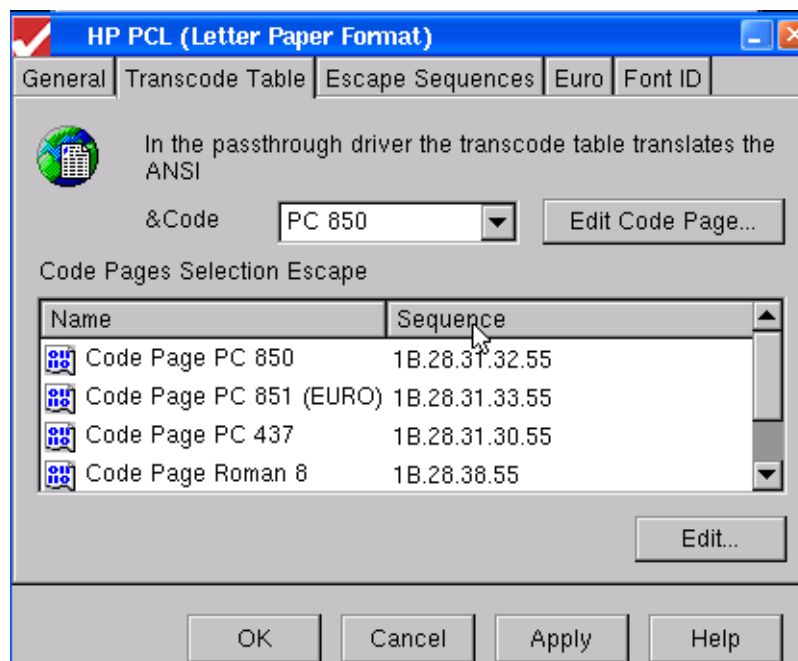 HP PCL (Letter Paper Format)
General Transcode Table Escape Sequences Euro Font ID
In the passthrough driver the transcode table translates the
ANSI
&Code PC 850 Edit Code Page...
Code Pages Selection Escape
Name Sequence
Code Page PC 850 1B.28.31.32.55
Code Page PC 851 (EURO) 1B.28.31.33.55
Code Page PC 437 1B.28.31.30.55
Code Page Roman 8 1B.28.38.55
Edit...
OK Cancel Apply Help